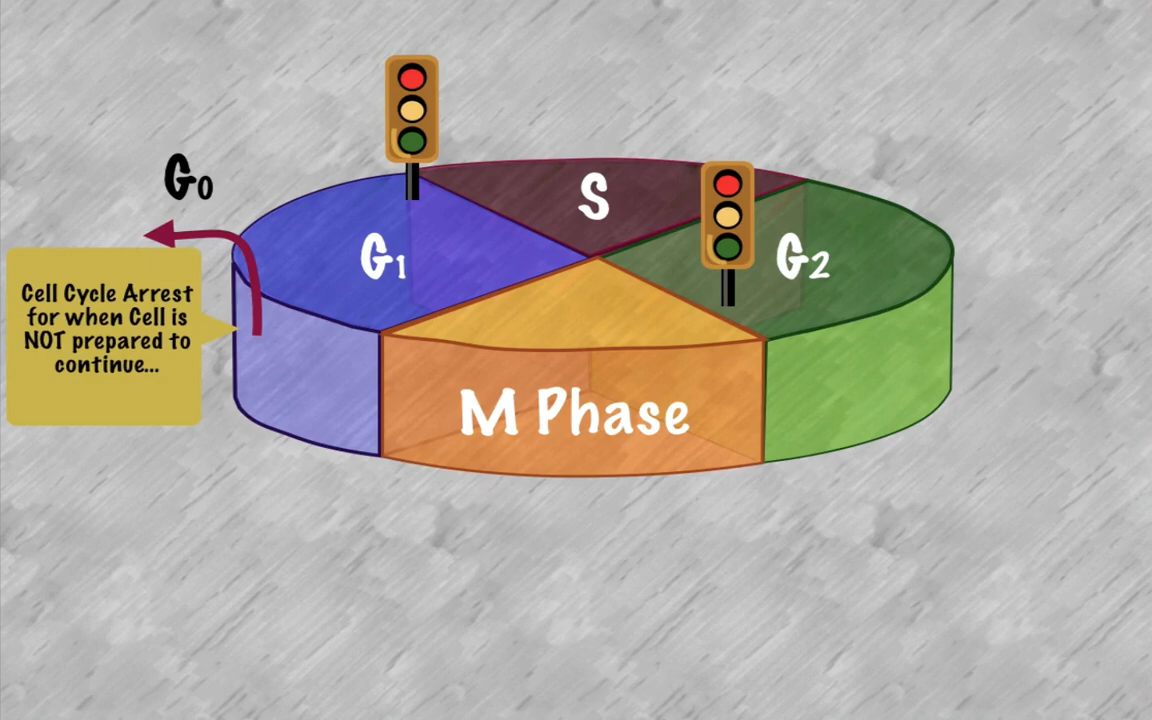 G₀
S
G₁
G₂
Cell Cycle Arrest
for when Cell is
NOT prepared to
continue...
M Phase